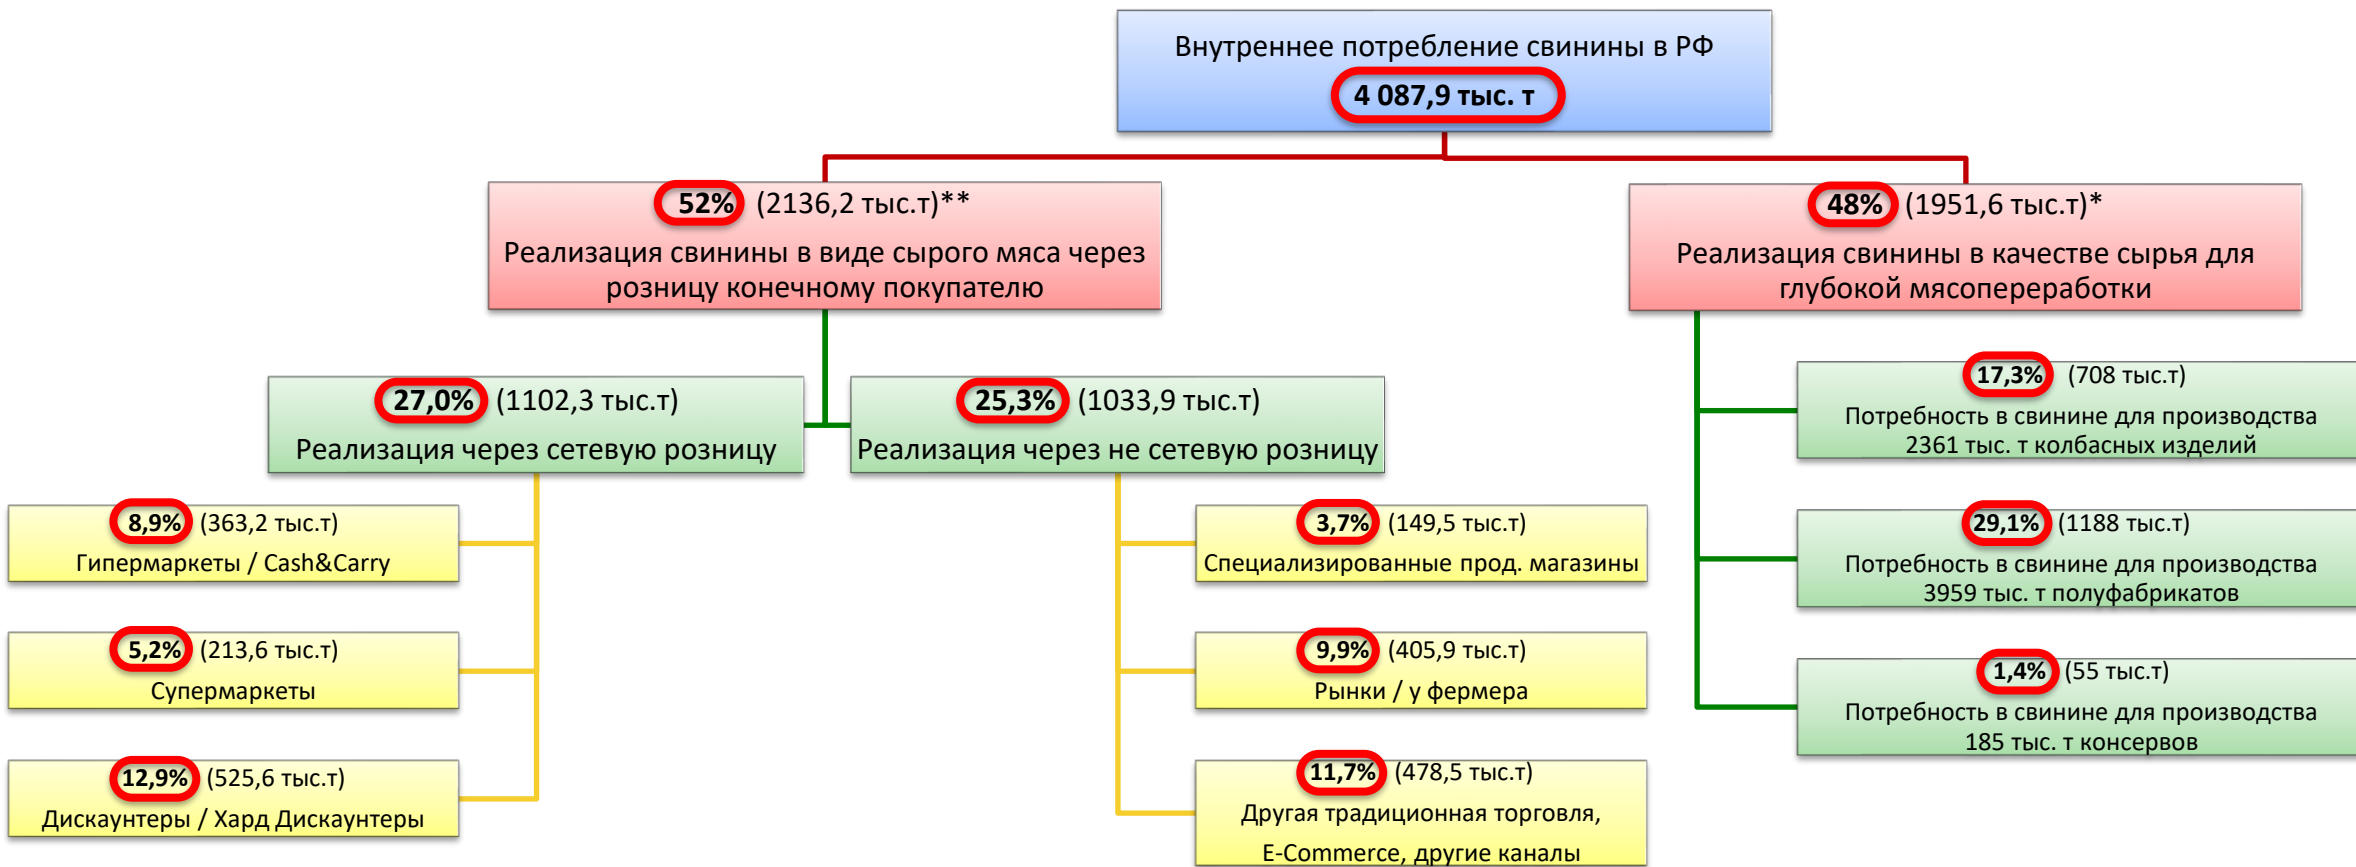 Внутреннее потребление свинины в РФ
4 087,9 тыс. т
52% (2136,2 тыс.т)**
Реализация свинины в виде сырого мяса через
розницу конечному покупателю
48% (1951,6 тыс.т)*
Реализация свинины в качестве сырья для
глубокой мясопереработки
27,0% (1102,3 тыс.т)
Реализация через сетевую розницу
25,3% (1033,9 тыс.т)
Реализация через не сетевую розницу
8,9% (363,2 тыс.т)
Гипермаркеты / Cash&Carry
5,2% (213,6 тыс.т)
Супермаркеты
12,9% (525,6 тыс.т)
Дискаунтеры / Хард Дискаунтеры
3,7% (149,5 тыс.т)
Специализированные прод. магазины
9,9% (405,9 тыс.т)
Рынки / у фермера
11,7% (478,5 тыс.т)
Другая традиционная торговля,
E-Commerce, другие каналы
17,3% (708 тыс.т)
Потребность в свинине для производства
2361 тыс. т колбасных изделий
29,1% (1188 тыс.т)
Потребность в свинине для производства
3959 тыс. т полуфабрикатов
1,4% (55 тыс.т)
Потребность в свинине для производства
185 тыс. т консервов